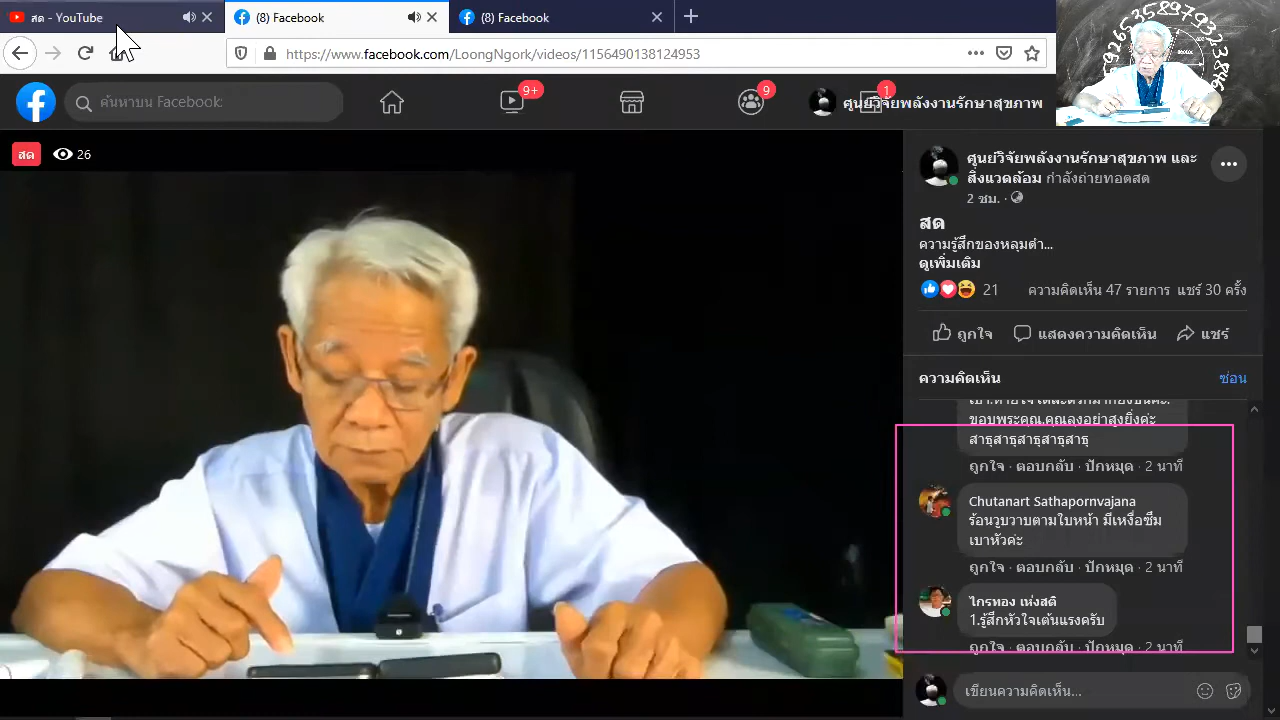 สด - YouTube
(8) Facebook
(8) Facebook
https://www.facebook.com/LoongNgork/videos/1156490138124953
ค้นหาบน Facebook
9+
9
ศูนย์วิจัยพลังงานรักษาสุขภาพ
1
สด
26
ศูนย์วิจัยพลังงานรักษาสุขภาพ และ
สิ่งแวดล้อม กำลังถ่ายทอดสด
2 ชม. ·
สด
ความรู้สึกของหลุมดำ...
ดูเพิ่มเติม
21
ความคิดเห็น 47 รายการ แชร์ 30 ครั้ง
ถูกใจ
แสดงความคิดเห็น
แชร์
ความคิดเห็น
ซ่อน
ขอบพระคุณ.คุณลุงอย่าสูงยิ่งค่ะ
สาธุสาธุสาธุสาธุสาธุ
ถูกใจ · ตอบกลับ · ปักหมุด · 2 นาที
Chutanart Sathapornvajana
ร้อนวูบวาบตามใบหน้า มีเหงื่อซึม
เบาหัวค่ะ
ถูกใจ · ตอบกลับ · ปักหมุด · 2 นาที
ไกรทอง เห่งสดี
1.รู้สึกหัวใจเต้นแรงครับ
ถูกใจ · ตอบกลับ · ปักหมุด · 2 นาที
เขียนความคิดเห็น...